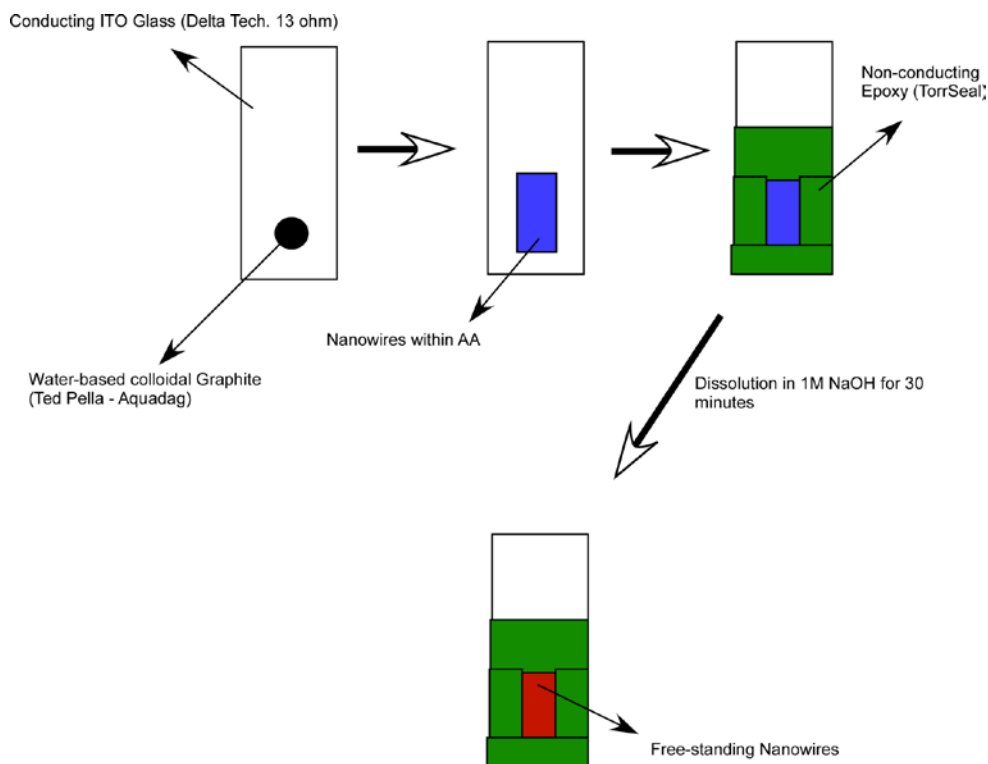 Conducting ITO Glass (Delta Tech. 13 ohm)
Non-conducting
Epoxy (TorrSeal)
Nanowires within AA
Water-based colloidal Graphite
(Ted Pella - Aquadag)
Dissolution in 1M NaOH for 30
minutes
Free-standing Nanowires